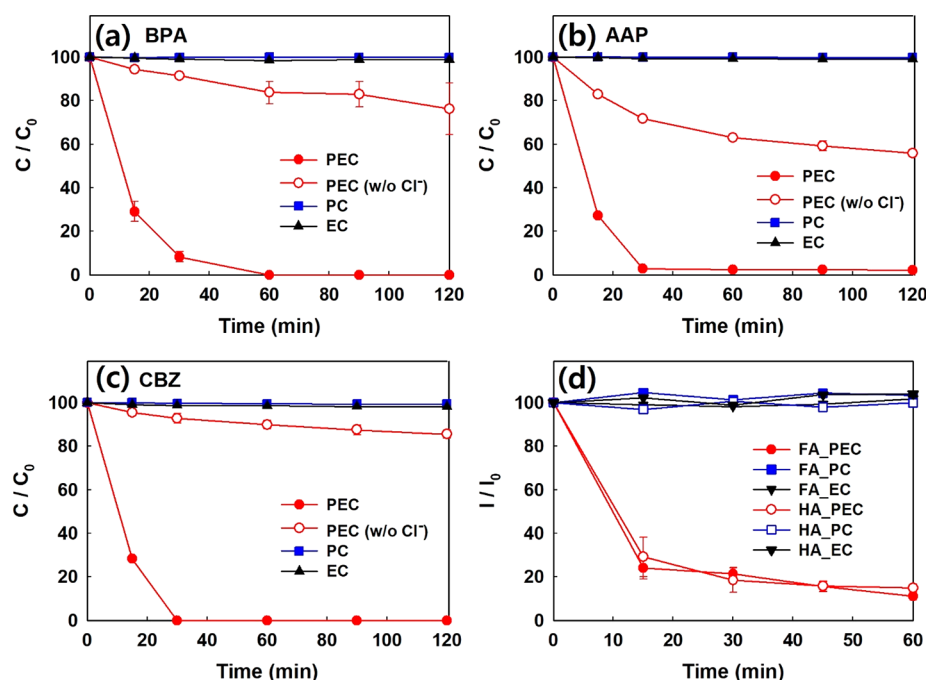 (a) BPA
C / C₀
100
80
60
40
20
0
PEC
PEC (w/o Cl⁻)
PC
EC
0 20 40 60 80 100 120
Time (min)
(b) AAP
C / C₀
100
80
60
40
20
0
PEC
PEC (w/o Cl⁻)
PC
EC
0 20 40 60 80 100 120
Time (min)
(c) CBZ
C / C₀
100
80
60
40
20
0
PEC
PEC (w/o Cl⁻)
PC
EC
0 20 40 60 80 100 120
Time (min)
(d)
I / I₀
100
80
60
40
20
0
FA_PEC
FA_PC
FA_EC
HA_PEC
HA_PC
HA_EC
0 10 20 30 40 50 60
Time (min)